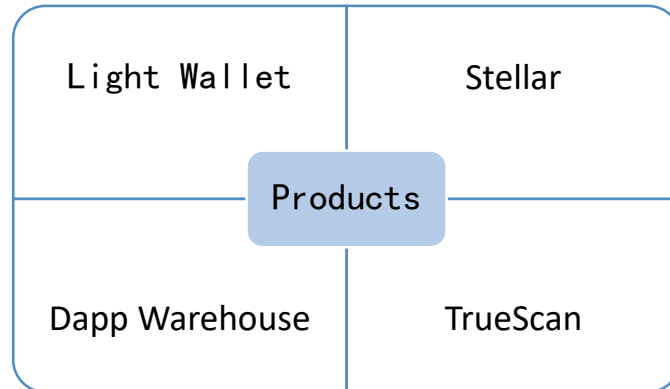 Light Wallet
Stellar
Products
Dapp Warehouse
TrueScan